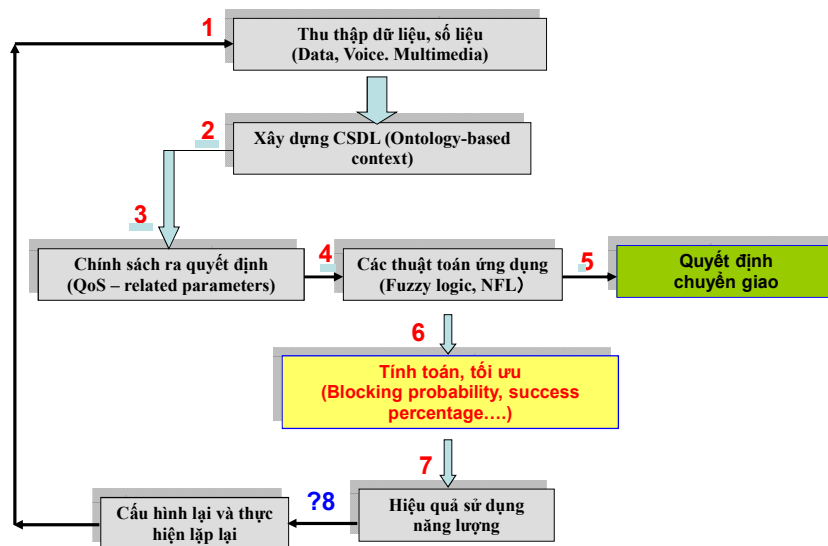 1
Thu thập dữ liệu, số liệu
(Data, Voice. Multimedia)
2
Xây dựng CSDL (Ontology-based
context)
3
Chính sách ra quyết định
(QoS – related parameters)
4
Các thuật toán ứng dụng
(Fuzzy logic, NFL)
5
Quyết định
chuyển giao
6
Tính toán, tối ưu
(Blocking probability, success
percentage….)
7
Hiệu quả sử dụng
năng lượng
?8
Cấu hình lại và thực
hiện lặp lại